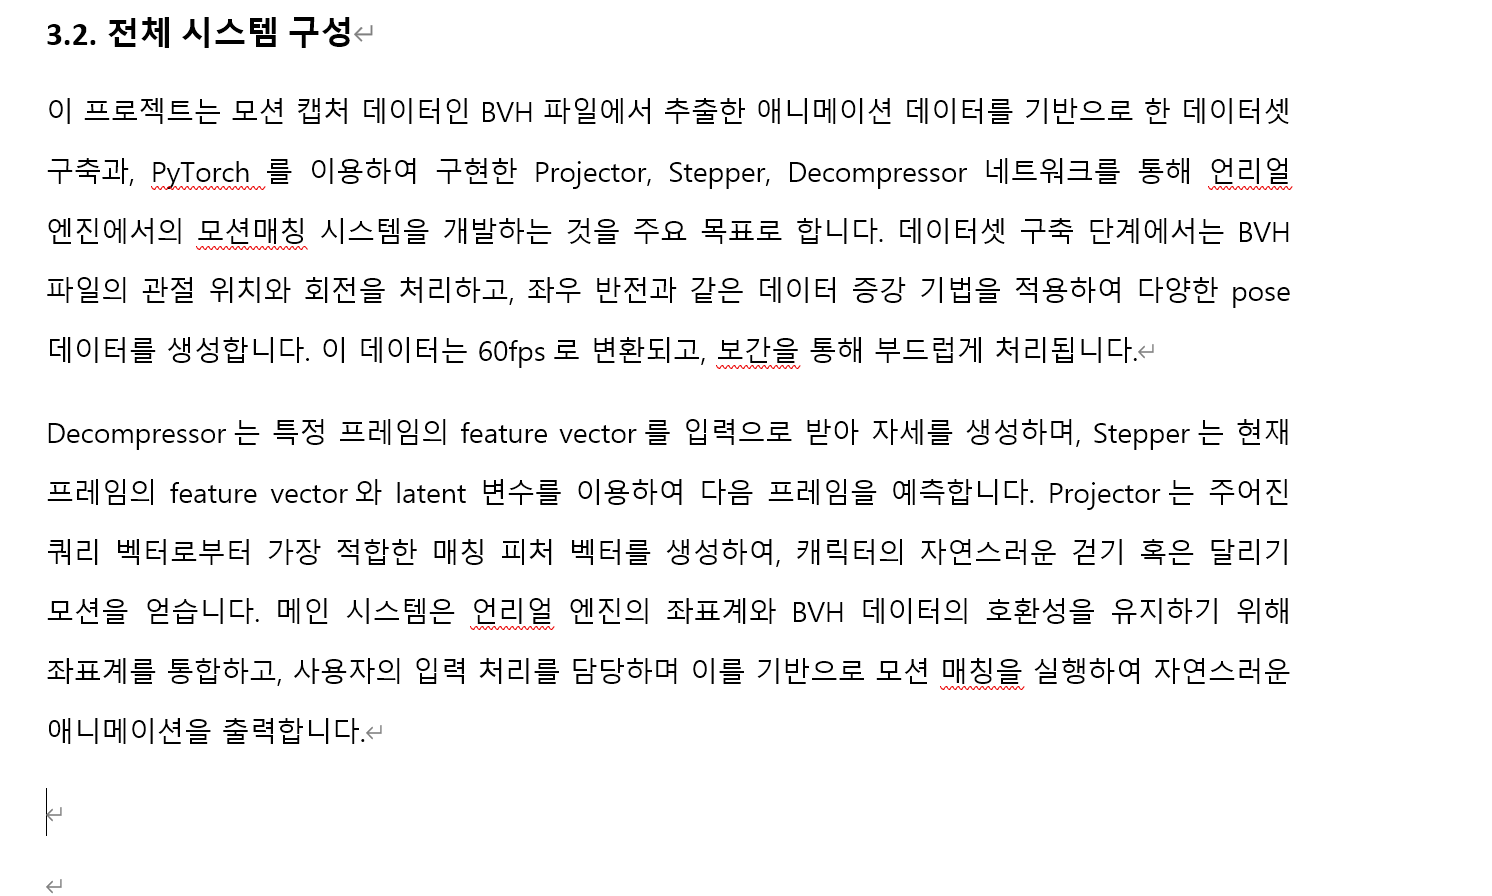 3.2. 전체 시스템 구성
이 프로젝트는 모션 캡처 데이터인 BVH 파일에서 추출한 애니메이션 데이터를 기반으로 한 데이터셋
구축과, PyTorch 를 이용하여 구현한 Projector, Stepper, Decompressor 네트워크를 통해 언리얼
엔진에서의 모션매칭 시스템을 개발하는 것을 주요 목표로 합니다. 데이터셋 구축 단계에서는 BVH
파일의 관절 위치와 회전을 처리하고, 좌우 반전과 같은 데이터 증강 기법을 적용하여 다양한 pose
데이터를 생성합니다. 이 데이터는 60fps 로 변환되고, 보간을 통해 부드럽게 처리됩니다.
Decompressor 는 특정 프레임의 feature vector 를 입력으로 받아 자세를 생성하며, Stepper 는 현재
프레임의 feature vector 와 latent 변수를 이용하여 다음 프레임을 예측합니다. Projector 는 주어진
쿼리 벡터로부터 가장 적합한 매칭 피처 벡터를 생성하여, 캐릭터의 자연스러운 걷기 혹은 달리기
모션을 얻습니다. 메인 시스템은 언리얼 엔진의 좌표계와 BVH 데이터의 호환성을 유지하기 위해
좌표계를 통합하고, 사용자의 입력 처리를 담당하며 이를 기반으로 모션 매칭을 실행하여 자연스러운
애니메이션을 출력합니다.